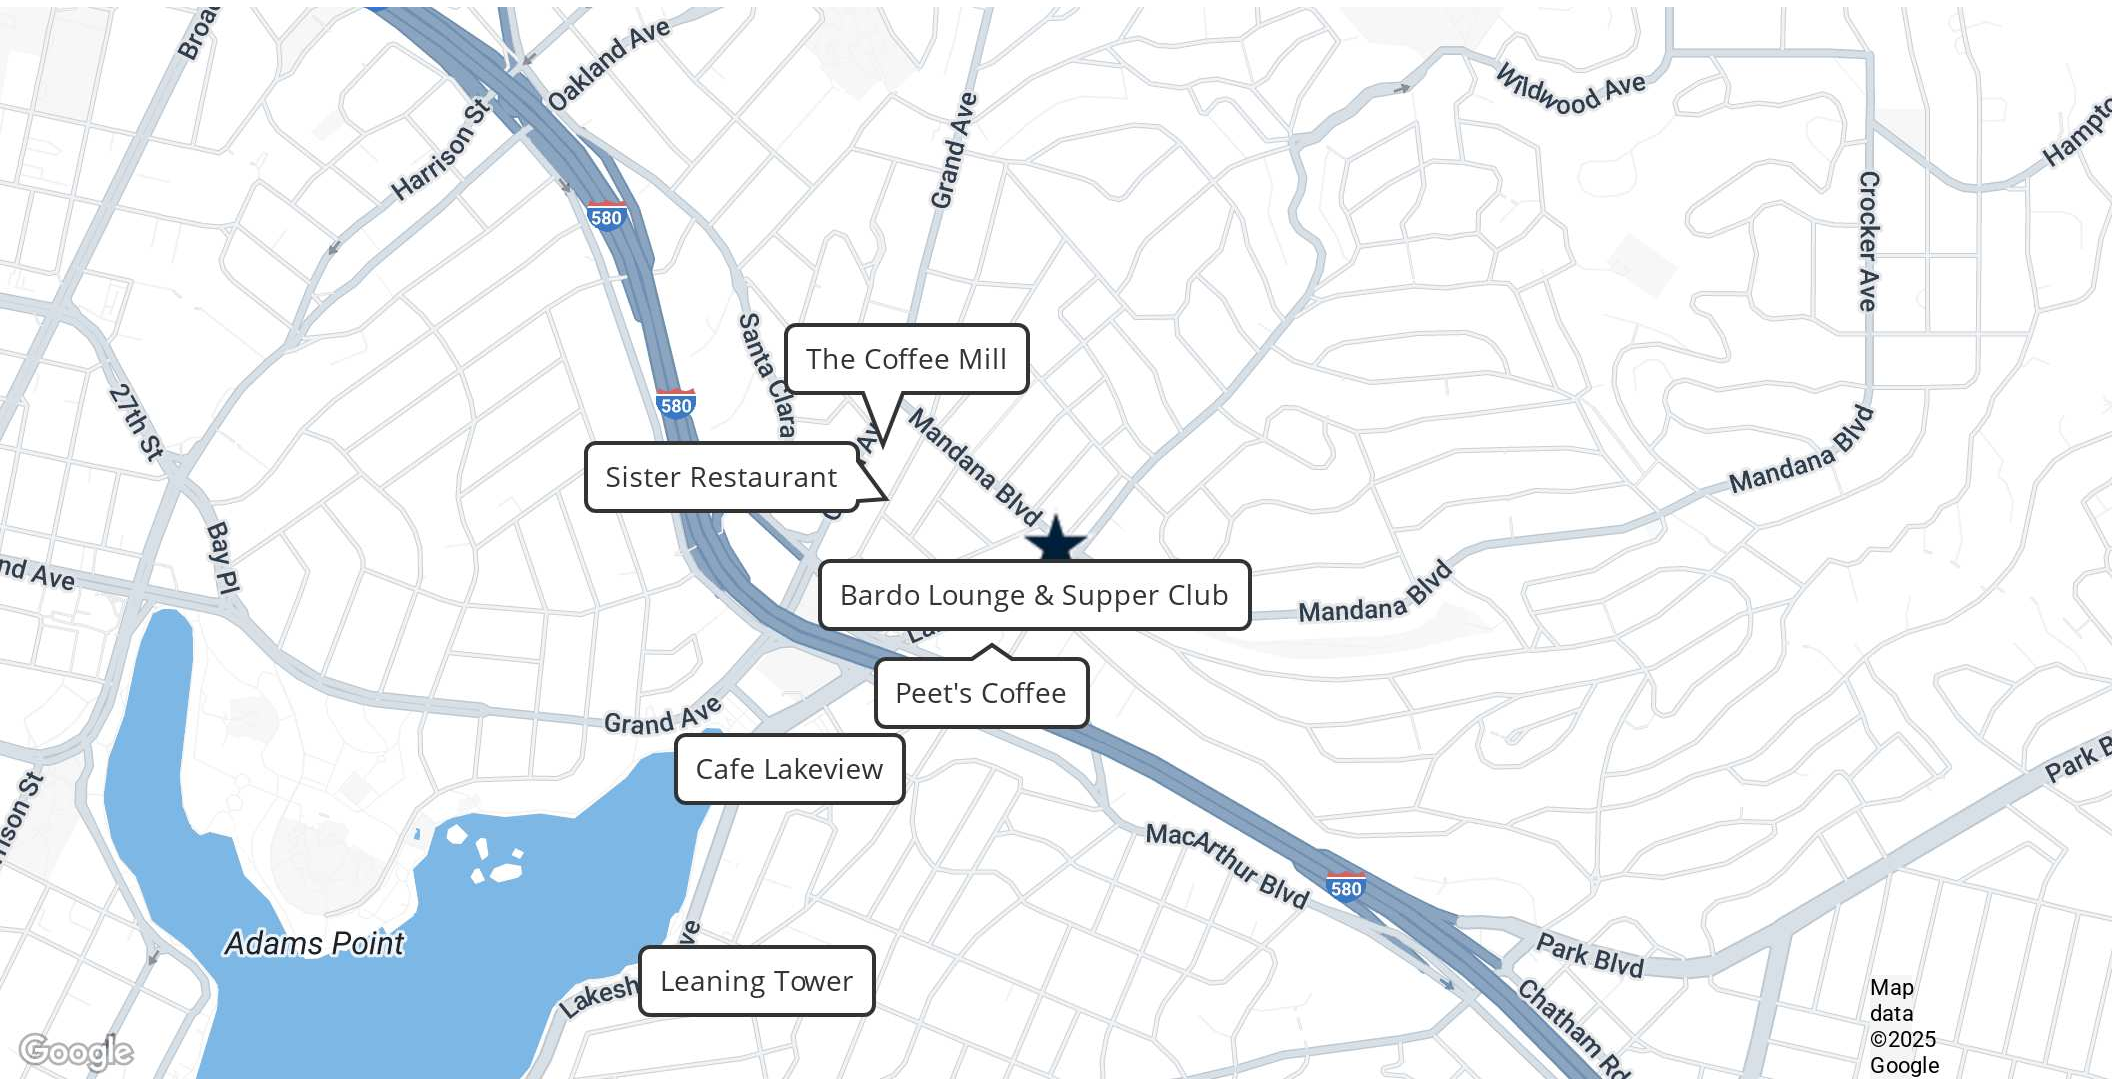 Oakland Ave
Harrison St
Grand Ave
Wildwood Ave
580
Crocker Ave
Santa Clara
The Coffee Mill
580
27th St
Mandana Blvd
Mandana Blvd
Sister Restaurant
Bay Pl
Mandana Blvd
Bardo Lounge & Supper Club
Peet's Coffee
Grand Ave
Cafe Lakeview
MacArthur Blvd
580
Adams Point
Park Blvd
Leaning Tower
Chatham Rd
Map
data
©2025
Google
Google